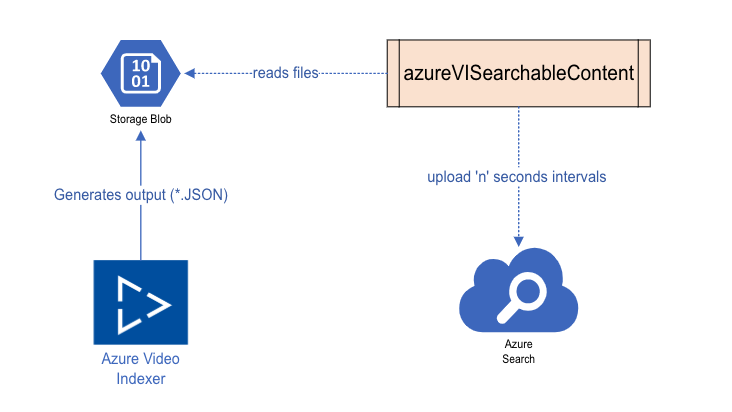 10
01
Storage Blob
reads files
azureVISearchableContent
Generates output (*.JSON)
upload 'n' seconds intervals
Azure Video
Indexer
Azure
Search